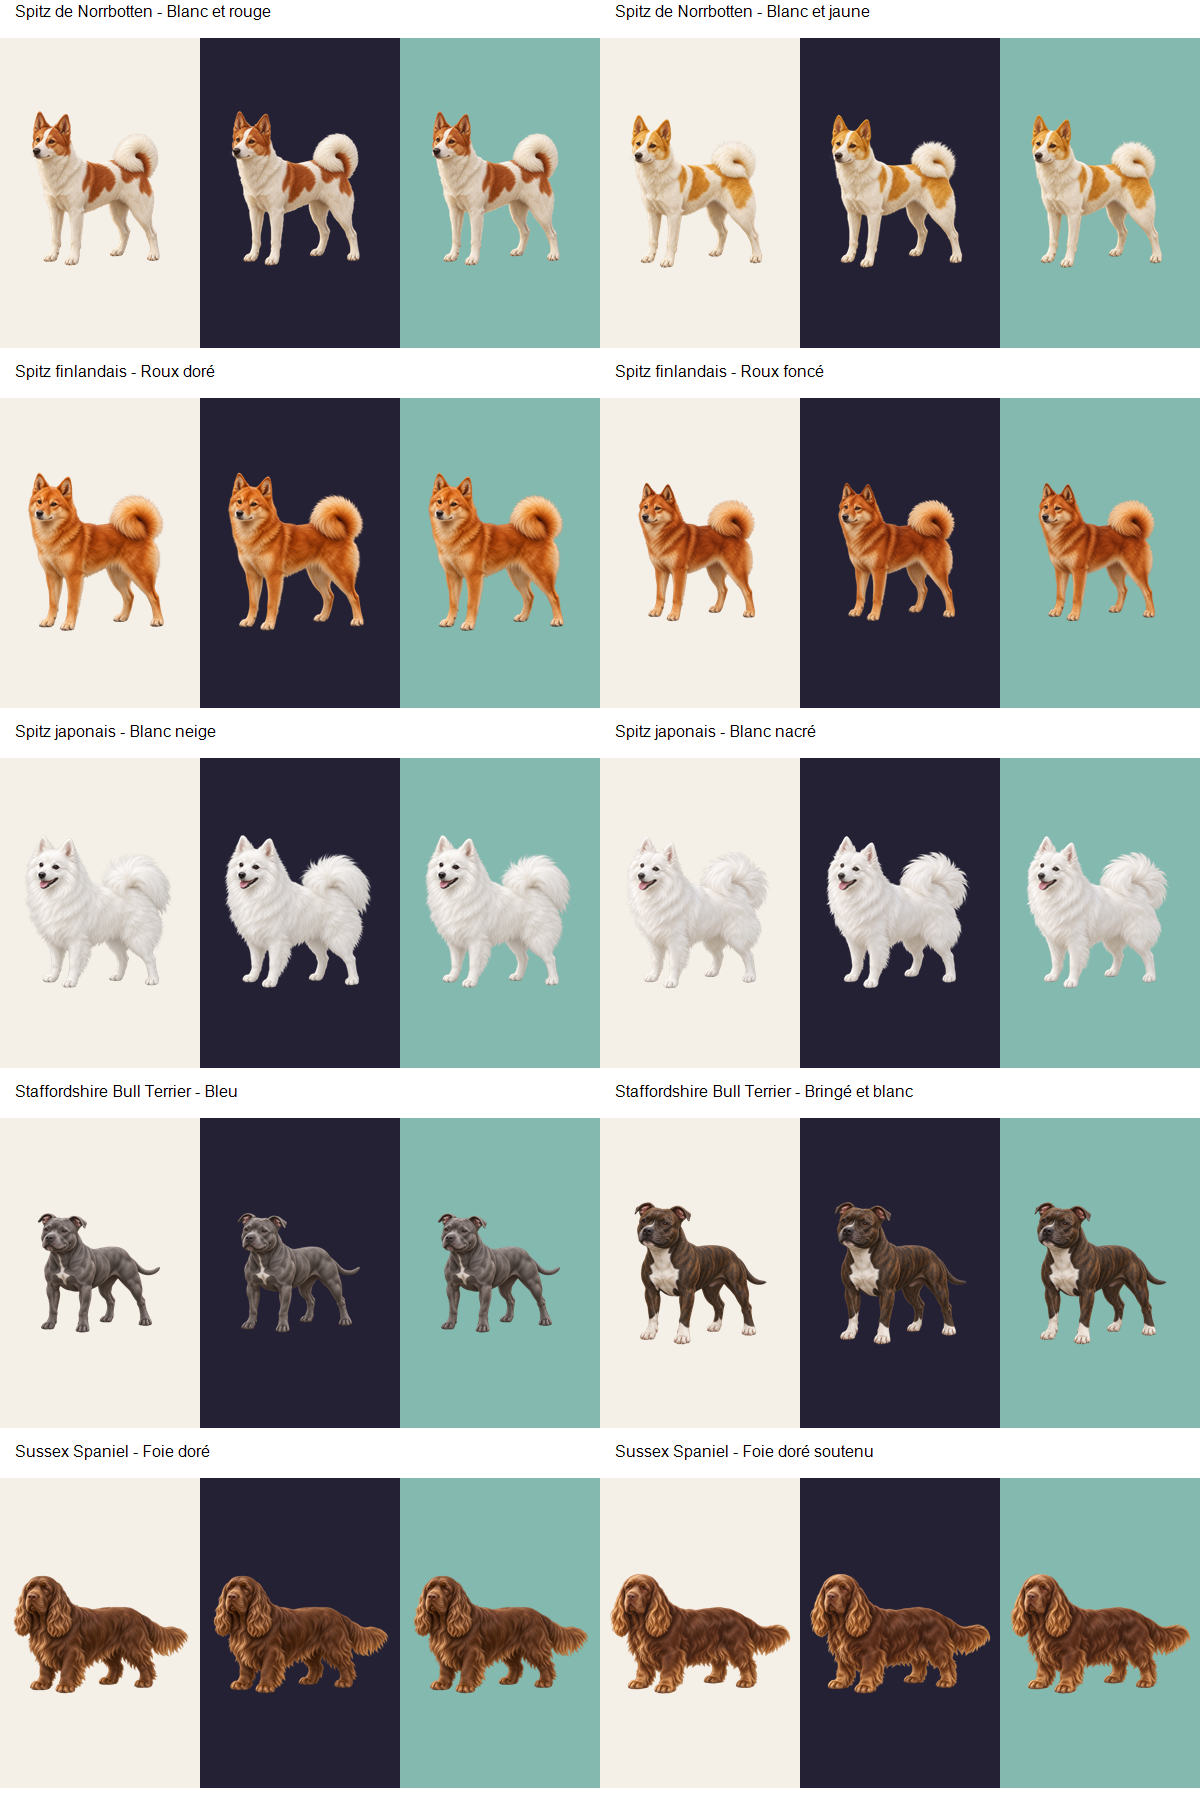 Spitz de Norrbotten - Blanc et rouge
Spitz de Norrbotten - Blanc et jaune
Spitz finlandais - Roux doré
Spitz finlandais - Roux foncé
Spitz japonais - Blanc neige
Spitz japonais - Blanc nacré
Staffordshire Bull Terrier - Bleu
Staffordshire Bull Terrier - Bringé et blanc
Sussex Spaniel - Foie doré
Sussex Spaniel - Foie doré soutenu